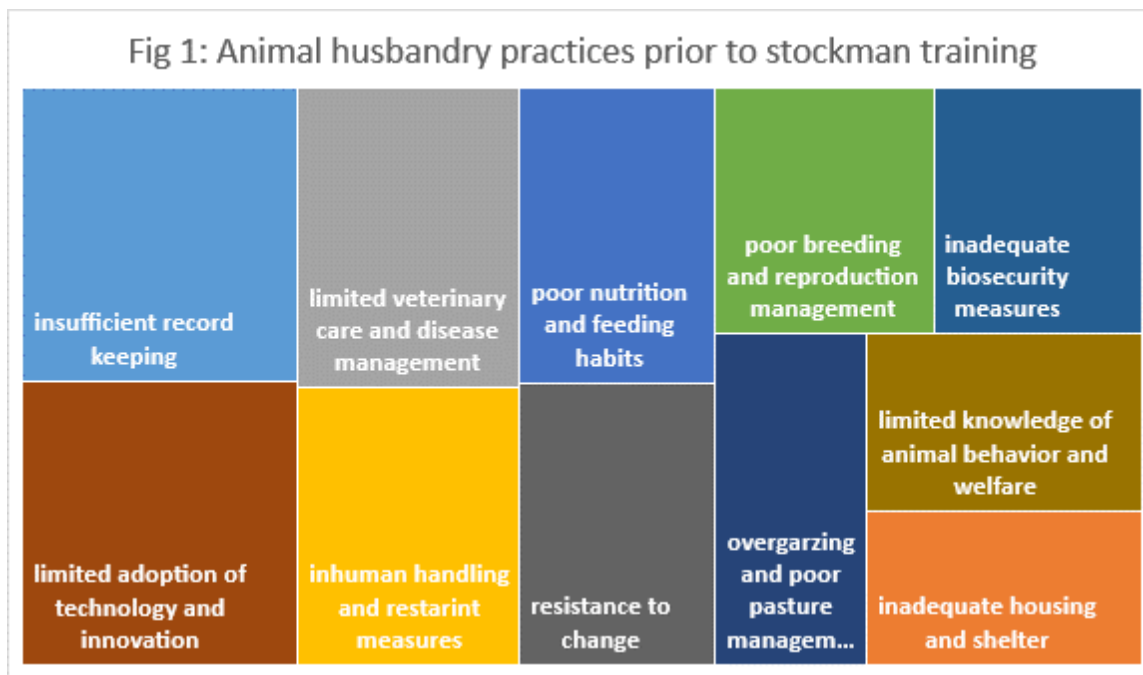 Fig 1: Animal husbandry practices prior to stockman training
insufficient record
keeping
limited adoption of
technology and
innovation
limited veterinary
care and disease
management
inhuman handling
and restarint
measures
poor nutrition
and feeding
habits
resistance to
change
poor breeding
and reproduction
management
inadequate
biosecurity
measures
overgarzing
and poor
pasture
managem...
limited knowledge of
animal behavior and
welfare
inadequate housing
and shelter